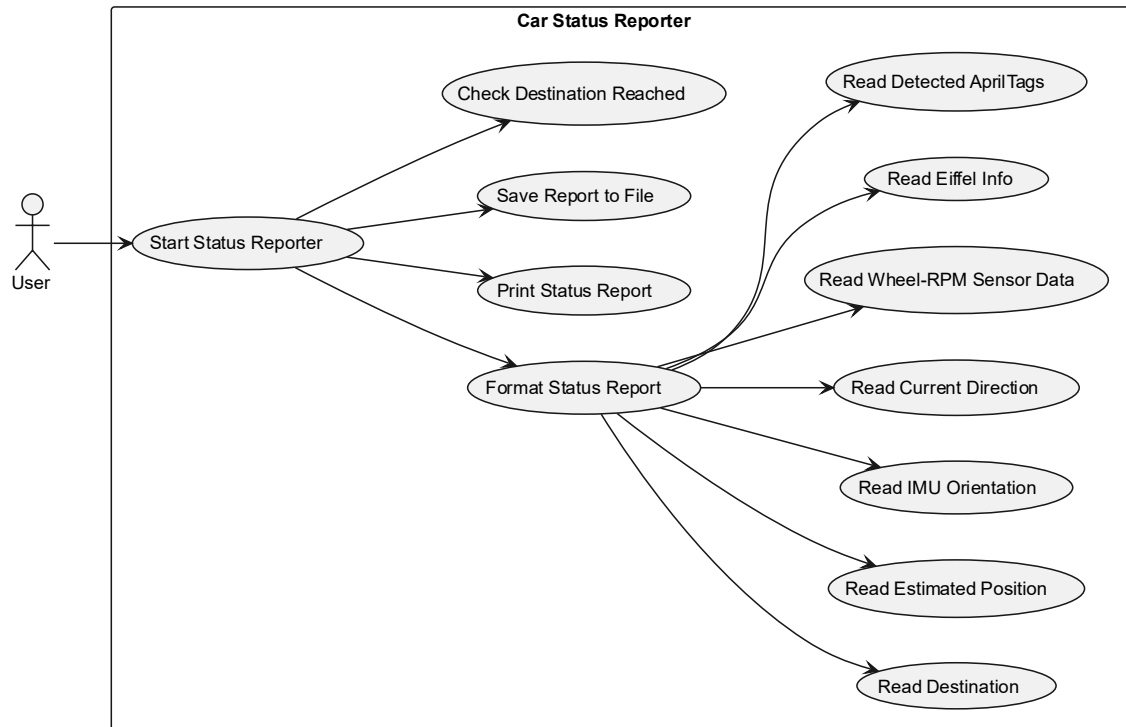 Car Status Reporter
User
Start Status Reporter
Check Destination Reached
Save Report to File
Print Status Report
Format Status Report
Read Detected AprilTags
Read Eiffel Info
Read Wheel-RPM Sensor Data
Read Current Direction
Read IMU Orientation
Read Estimated Position
Read Destination